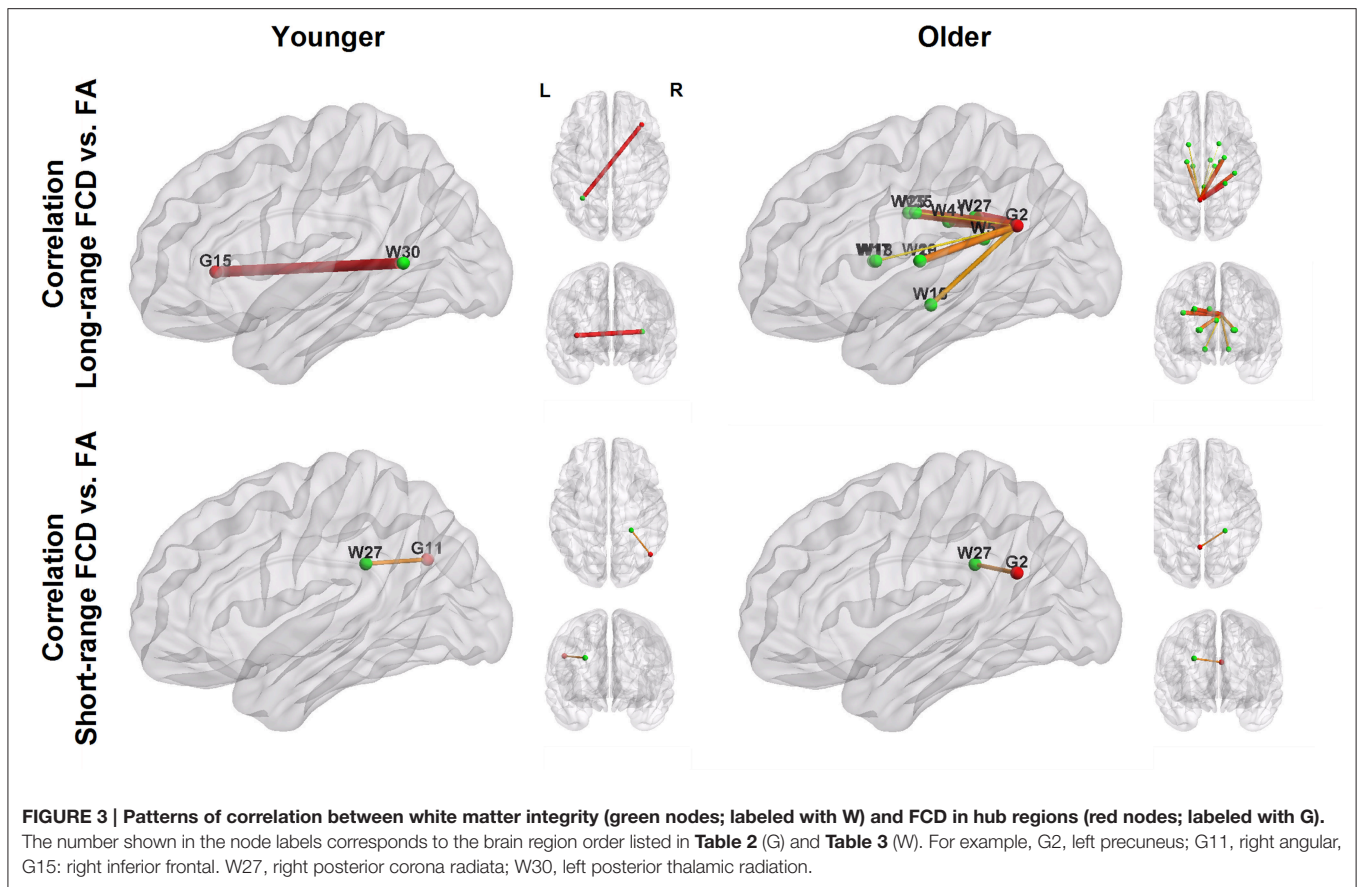 Younger
Older
Correlation
Long-range FCD vs. FA
L
R
G15
W30
W41
W27
G2
W15
Correlation
Short-range FCD vs. FA
W27
G11
W27
G2
FIGURE 3 | Patterns of correlation between white matter integrity (green nodes; labeled with W) and FCD in hub regions (red nodes; labeled with G).
The number shown in the node labels corresponds to the brain region order listed in Table 2 (G) and Table 3 (W). For example, G2, left precuneus; G11, right angular,
G15: right inferior frontal. W27, right posterior corona radiata; W30, left posterior thalamic radiation.